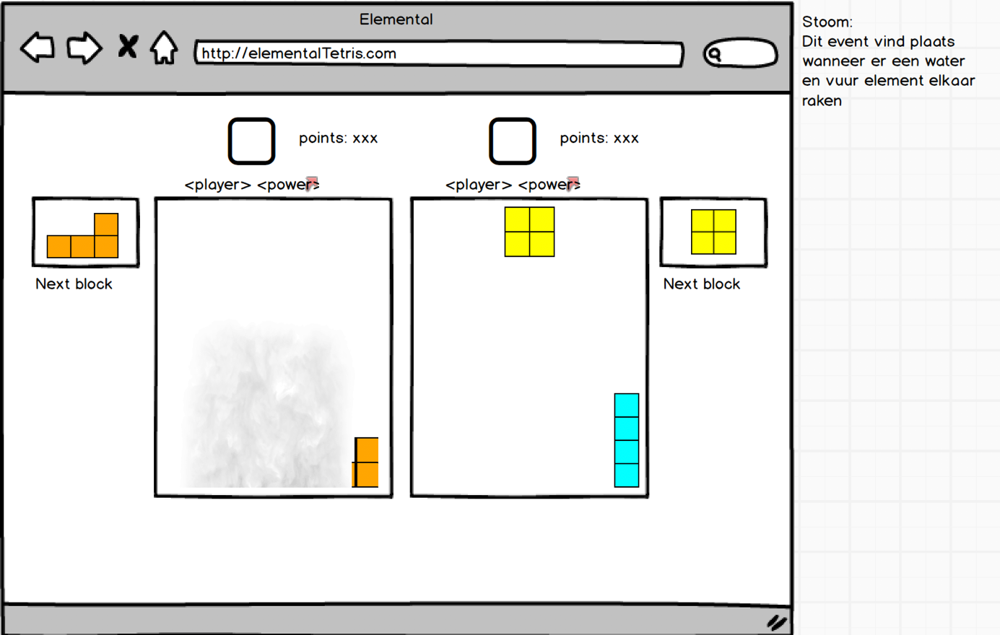 Elemental
http://elementalTetris.com
Stoom:
Dit event vind plaats
wanneer er een water
en vuur element elkaar
raken
points: xxx
points: xxx
<player> <power>
<player> <power>
Next block
Next block